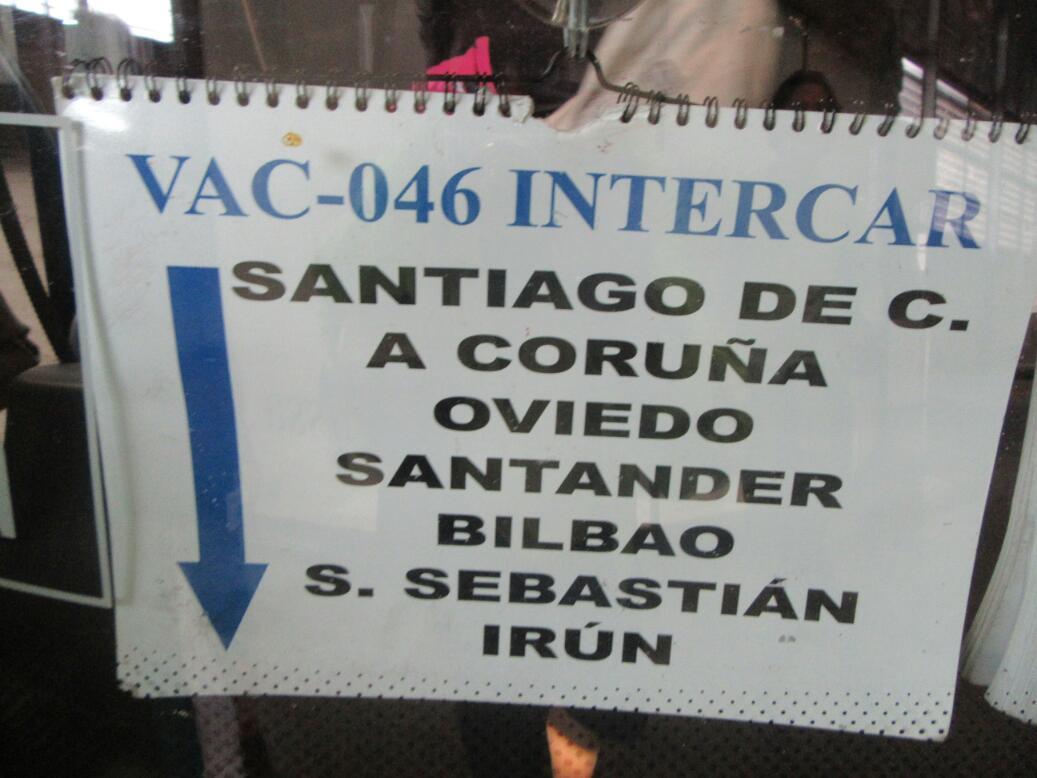 VAC-046 INTERCAR
SANTIAGO DE C.
A CORUÑA
OVIEDO
SANTANDER
BILBAO
S. SEBASTIÁN
IRÚN